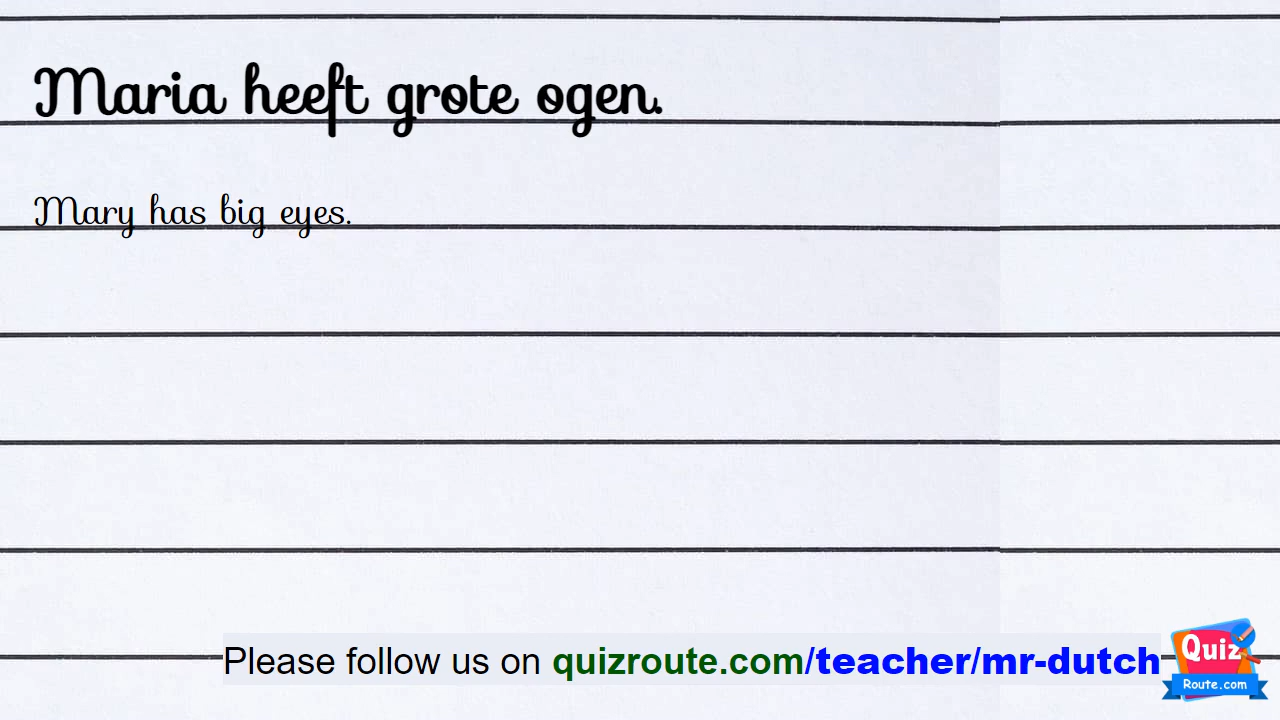 Maria heeft grote ogen.
Mary has big eyes.
Please follow us on quizroute.com/teacher/mr-dutch
Quiz
Route.com